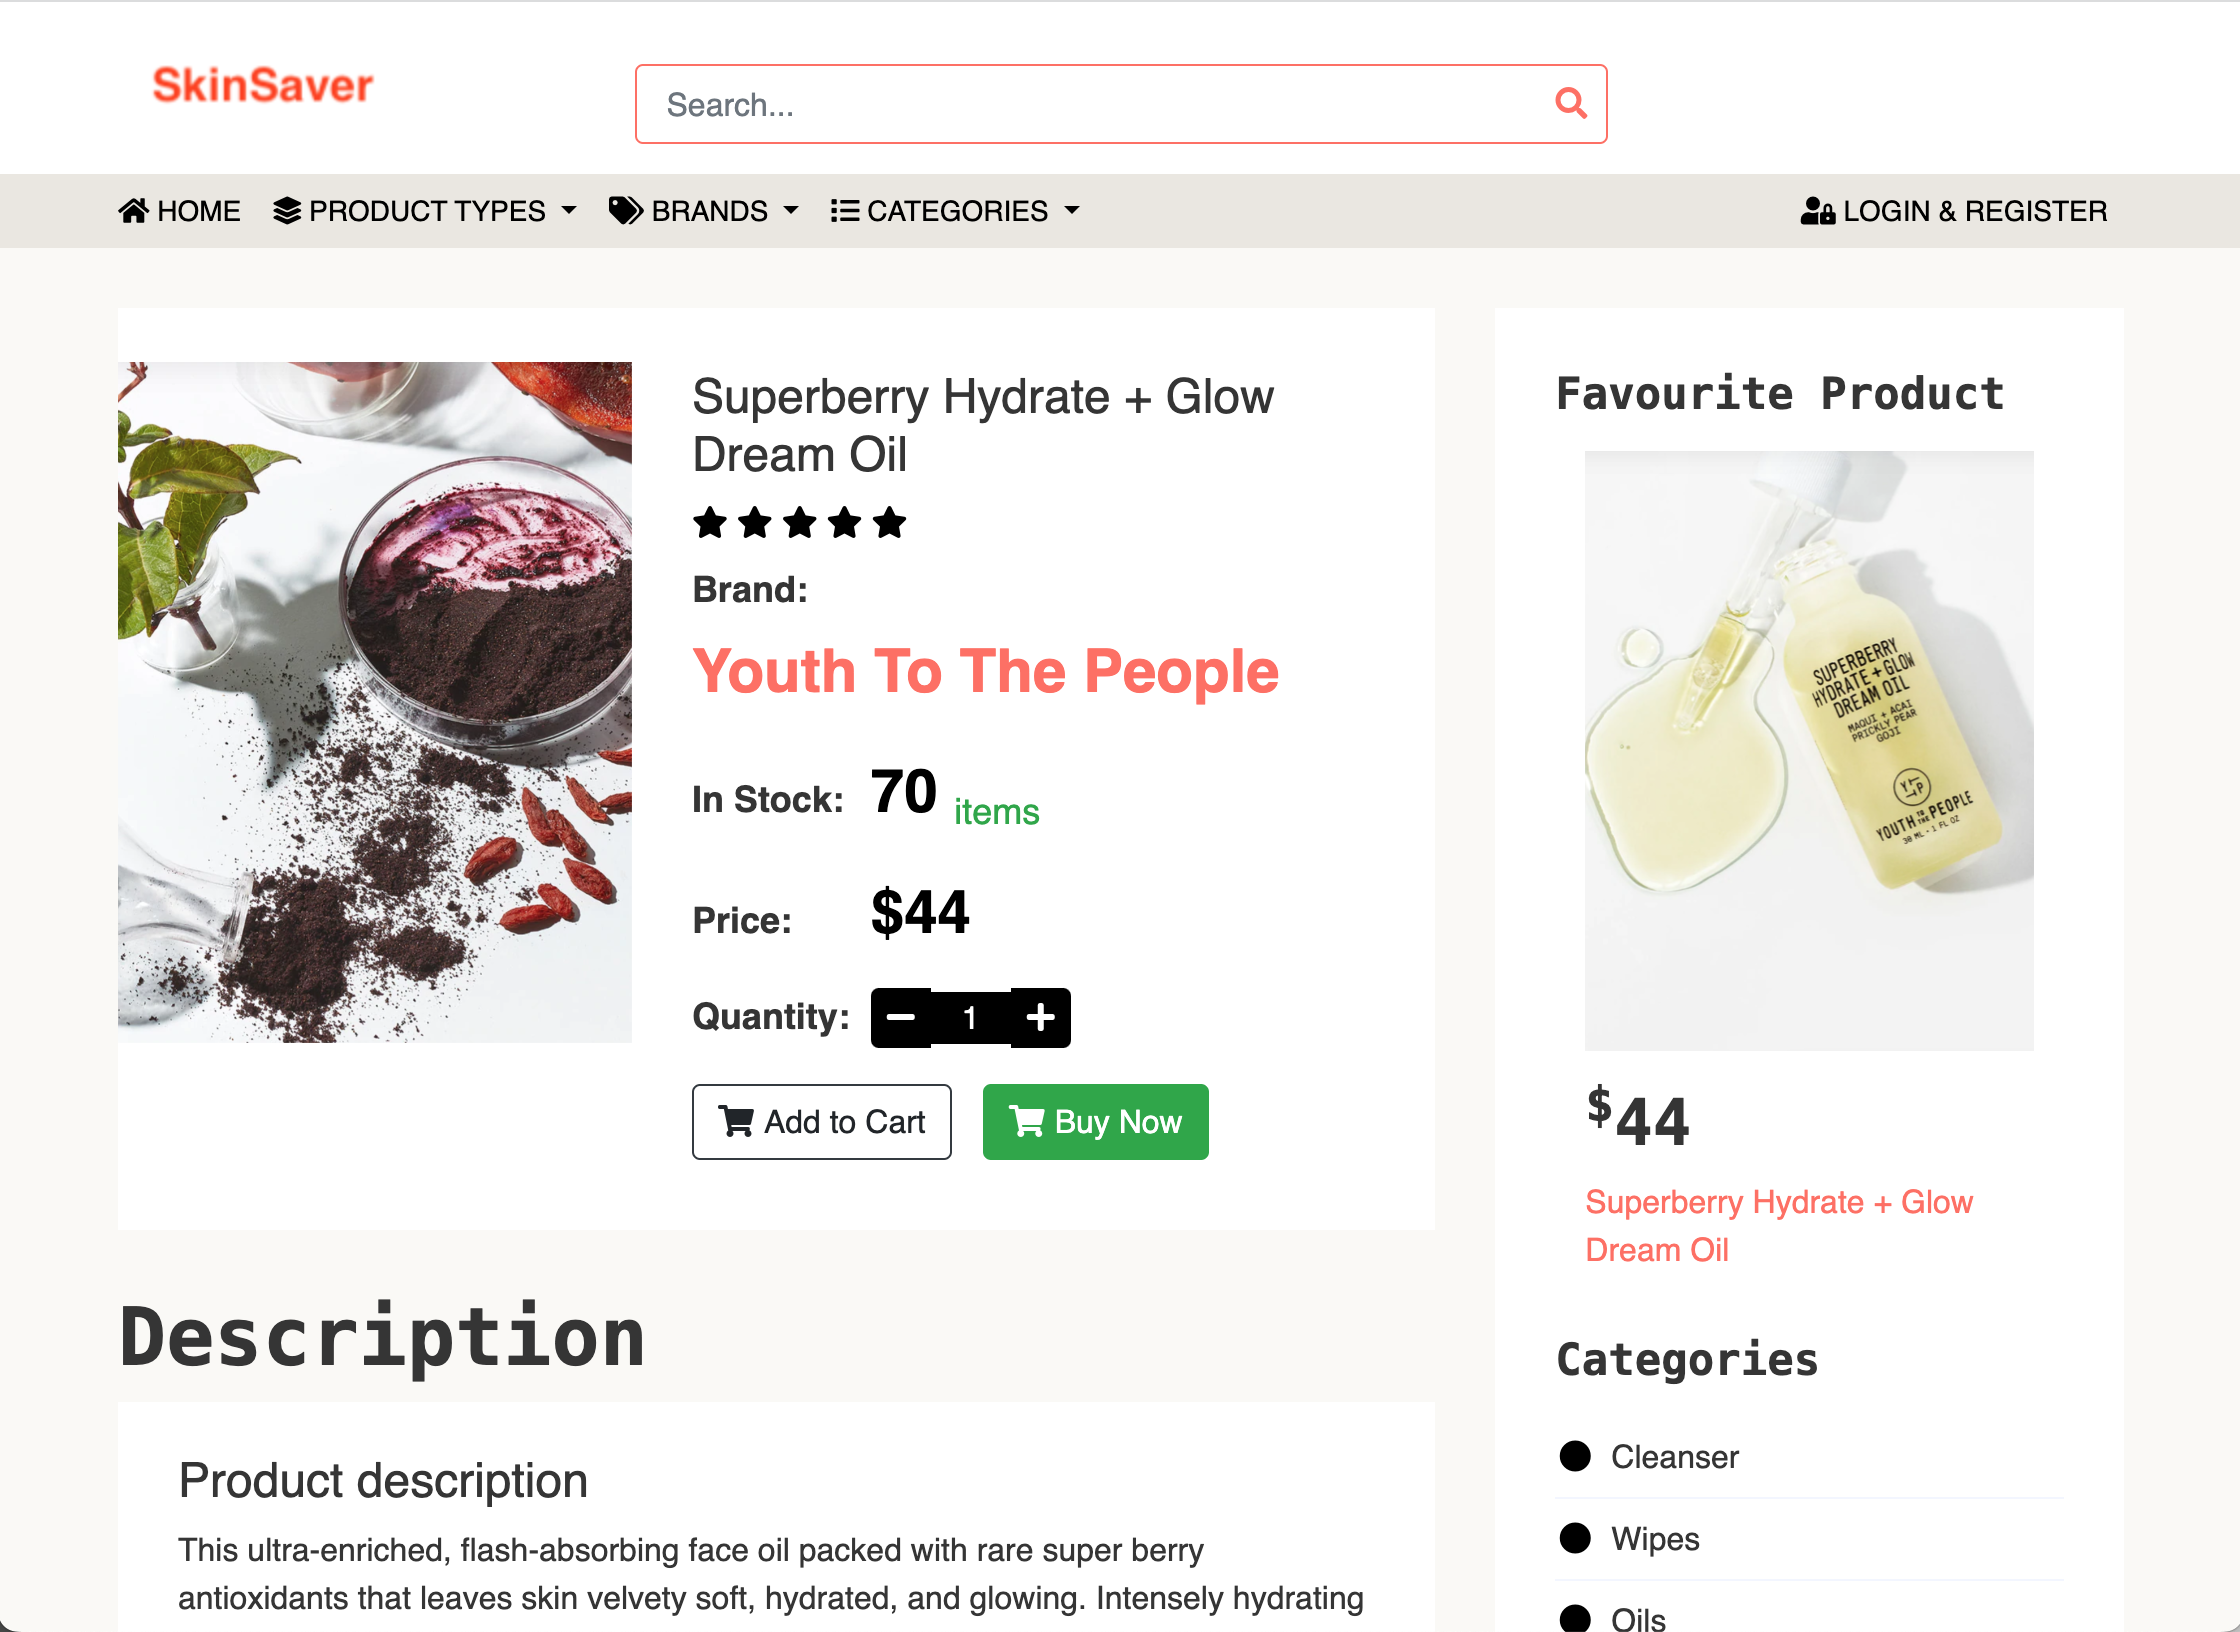 SkinSaver
Search...
HOME
PRODUCT TYPES
BRANDS
CATEGORIES
LOGIN & REGISTER
Superberry Hydrate + Glow
Dream Oil
Brand:
Youth To The People
In Stock: 70 items
Price: $44
Quantity: 1
Add to Cart
Buy Now
Description
Product description
This ultra-enriched, flash-absorbing face oil packed with rare super berry
antioxidants that leaves skin velvety soft, hydrated, and glowing. Intensely hydrating
Favourite Product
SUPERBERRY
HYDRATE + GLOW
DREAM OIL
MAQUI + ACAI
PRICKLY PEAR
GOJI
YTTP
YOUTH TO THE PEOPLE
30 ML - 1 FL OZ
$44
Superberry Hydrate + Glow
Dream Oil
Categories
Cleanser
Wipes
Oils